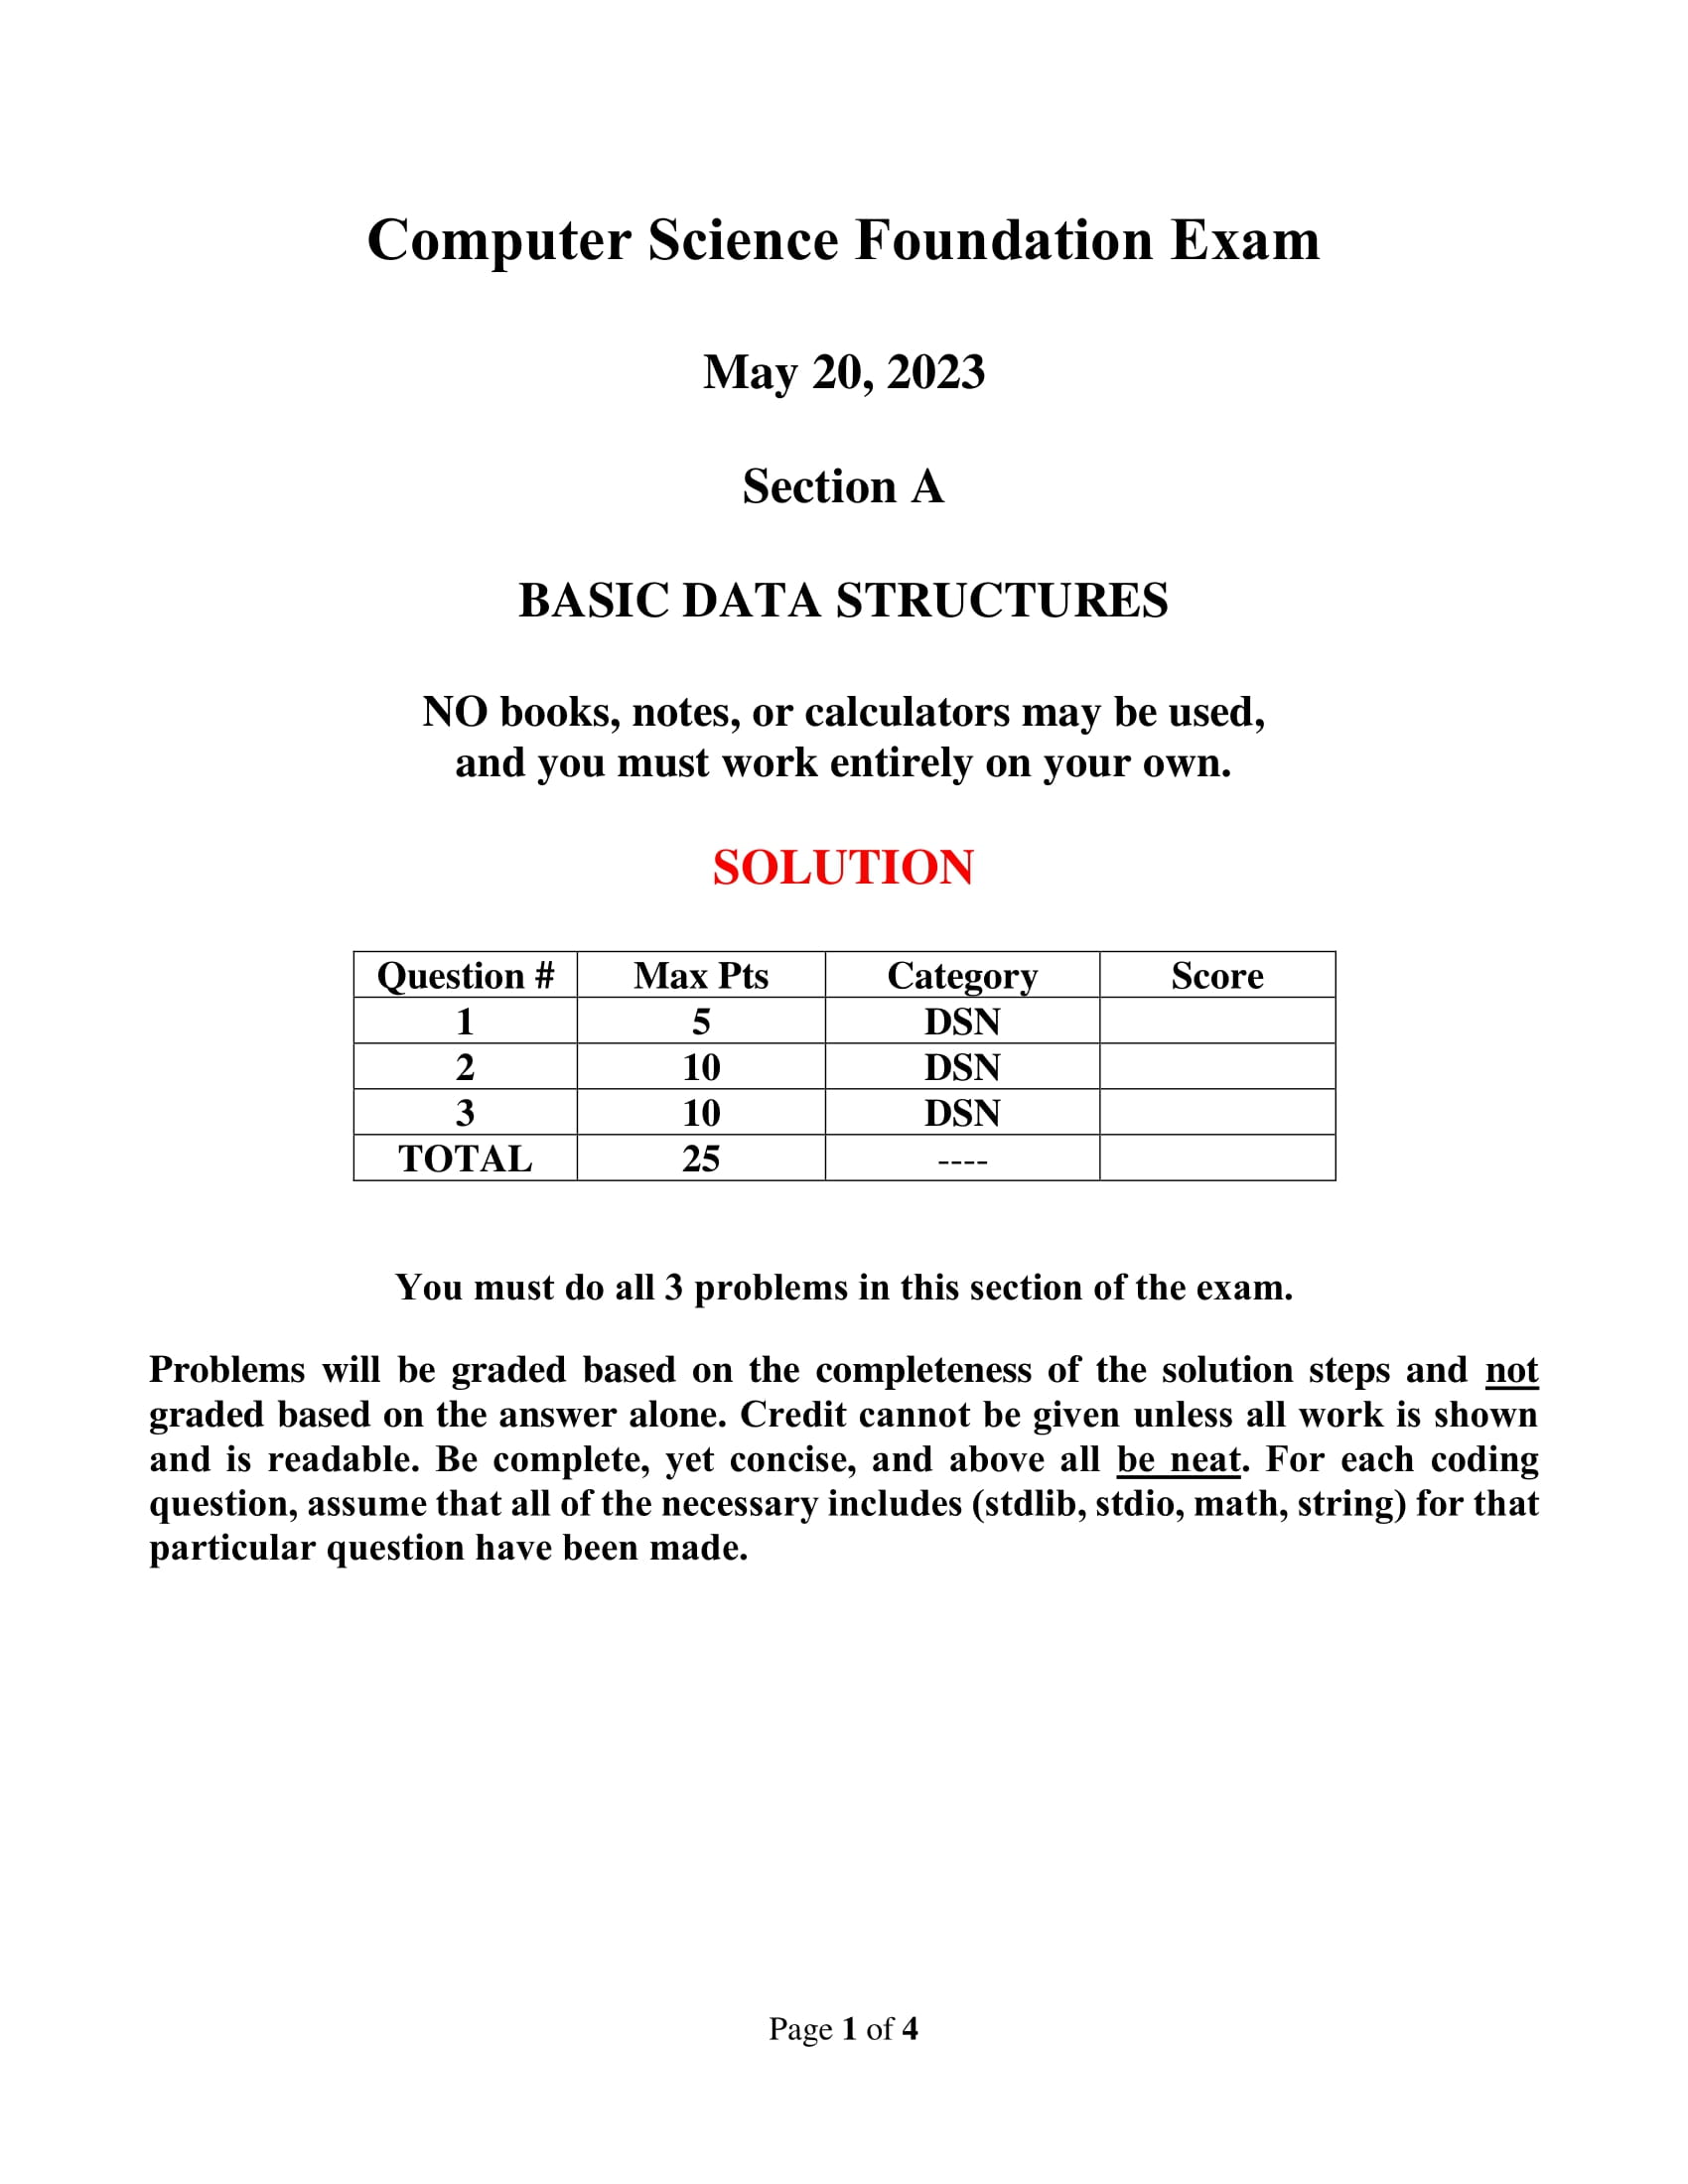 Computer Science Foundation Exam
May 20, 2023
Section A
BASIC DATA STRUCTURES
NO books, notes, or calculators may be used,
and you must work entirely on your own.
SOLUTION
Question # Max Pts Category Score
1 5 DSN
2 10 DSN
3 10 DSN
TOTAL 25 ----
You must do all 3 problems in this section of the exam.
Problems will be graded based on the completeness of the solution steps and not
graded based on the answer alone. Credit cannot be given unless all work is shown
and is readable. Be complete, yet concise, and above all be neat. For each coding
question, assume that all of the necessary includes (stdlib, stdio, math, string) for that
particular question have been made.
Page 1 of 4